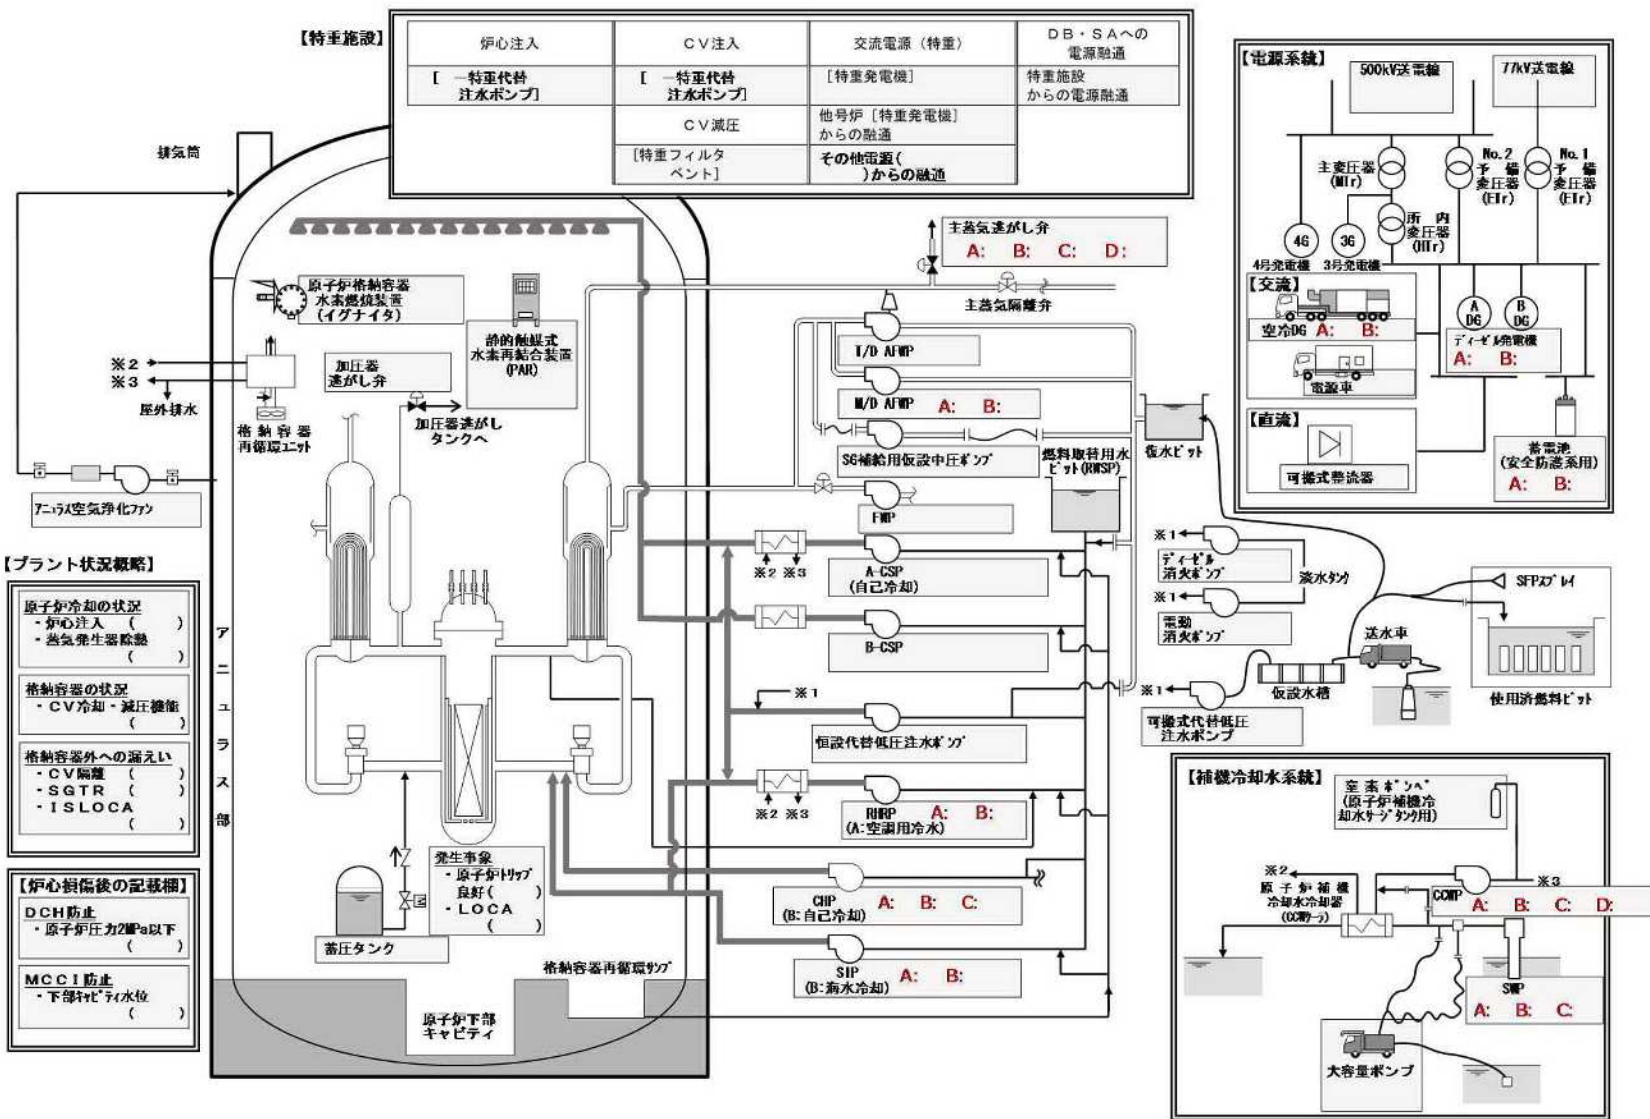 【特重施設】
炉心注入
CV注入
交流電源（特重）
DB・SAへの
電源融通
[ 一特重代替
注水ポンプ]
[ 一特重代替
注水ポンプ]
[特重発電機]
特重施設
からの電源融通
CV減圧
他号炉［特重発電機］
からの融通
[特重フィルタ
ベント]
その他電源(
)からの融通
排気筒
原子炉格納容器
水素燃焼装置
(イグナイタ)
静的触媒式
水素再結合装置
(PAR)
※2
※3
屋外排水
格納容器
再循環ユニット
加圧器
逃がし弁
加圧器逃がし
タンクへ
アニュラス空気浄化ファン
主蒸気逃がし弁
A: B: C: D:
主蒸気隔離弁
T/D AFWP
M/D AFWP A: B:
SG補給用仮設中圧ポンプ
FWP
燃料取替用水
ピット(RWSP)
復水ピット
※2 ※3
A-CSP
(自己冷却)
B-CSP
※1
恒設代替低圧注水ポンプ
※2 ※3
RHRP A: B:
(A:空調用冷水)
CHP A: B: C:
(B:自己冷却)
SIP A: B:
(B:海水冷却)
【プラント状況概略】
原子炉冷却の状況
・炉心注入 ( )
・蒸気発生器除熱
( )
格納容器の状況
・CV冷却・減圧機能
( )
格納容器外への漏えい
・CV隔離 ( )
・SGTR ( )
・ISLOCA
( )
【炉心損傷後の記載欄】
DCH防止
・原子炉圧力2MPa以下
( )
MCCI防止
・下部キャビティ水位
( )
アニュラス部
蓄圧タンク
M
発生事象
・原子炉トリップ
良好( )
・LOCA
( )
格納容器再循環サンプ
原子炉下部
キャビティ
【電源系統】
500kV送電線
77kV送電線
主変圧器
(MTr)
No.2
予備
変圧器
(ETr)
No.1
予備
変圧器
(ETr)
所内
変圧器
(HTr)
4G
3G
4号発電機
3号発電機
【交流】
空冷DG A: B:
電源車
A
DG
B
DG
ディーゼル発電機
A: B:
【直流】
可搬式整流器
蓄電池
(安全防護系用)
A: B:
※1
ディーゼル
消火ポンプ
淡水タンク
※1
電動
消火ポンプ
※1
可搬式代替低圧
注水ポンプ
仮設水槽
送水車
SFPスプレイ
使用済燃料ピット
【補機冷却水系統】
窒素ボンベ
(原子炉補機冷
却水サージタンク用)
※2
原子炉補機
冷却水冷却器
(CCWクーラ)
※3
CCWP
A: B: C: D:
SWP
A: B: C:
大容量ポンプ